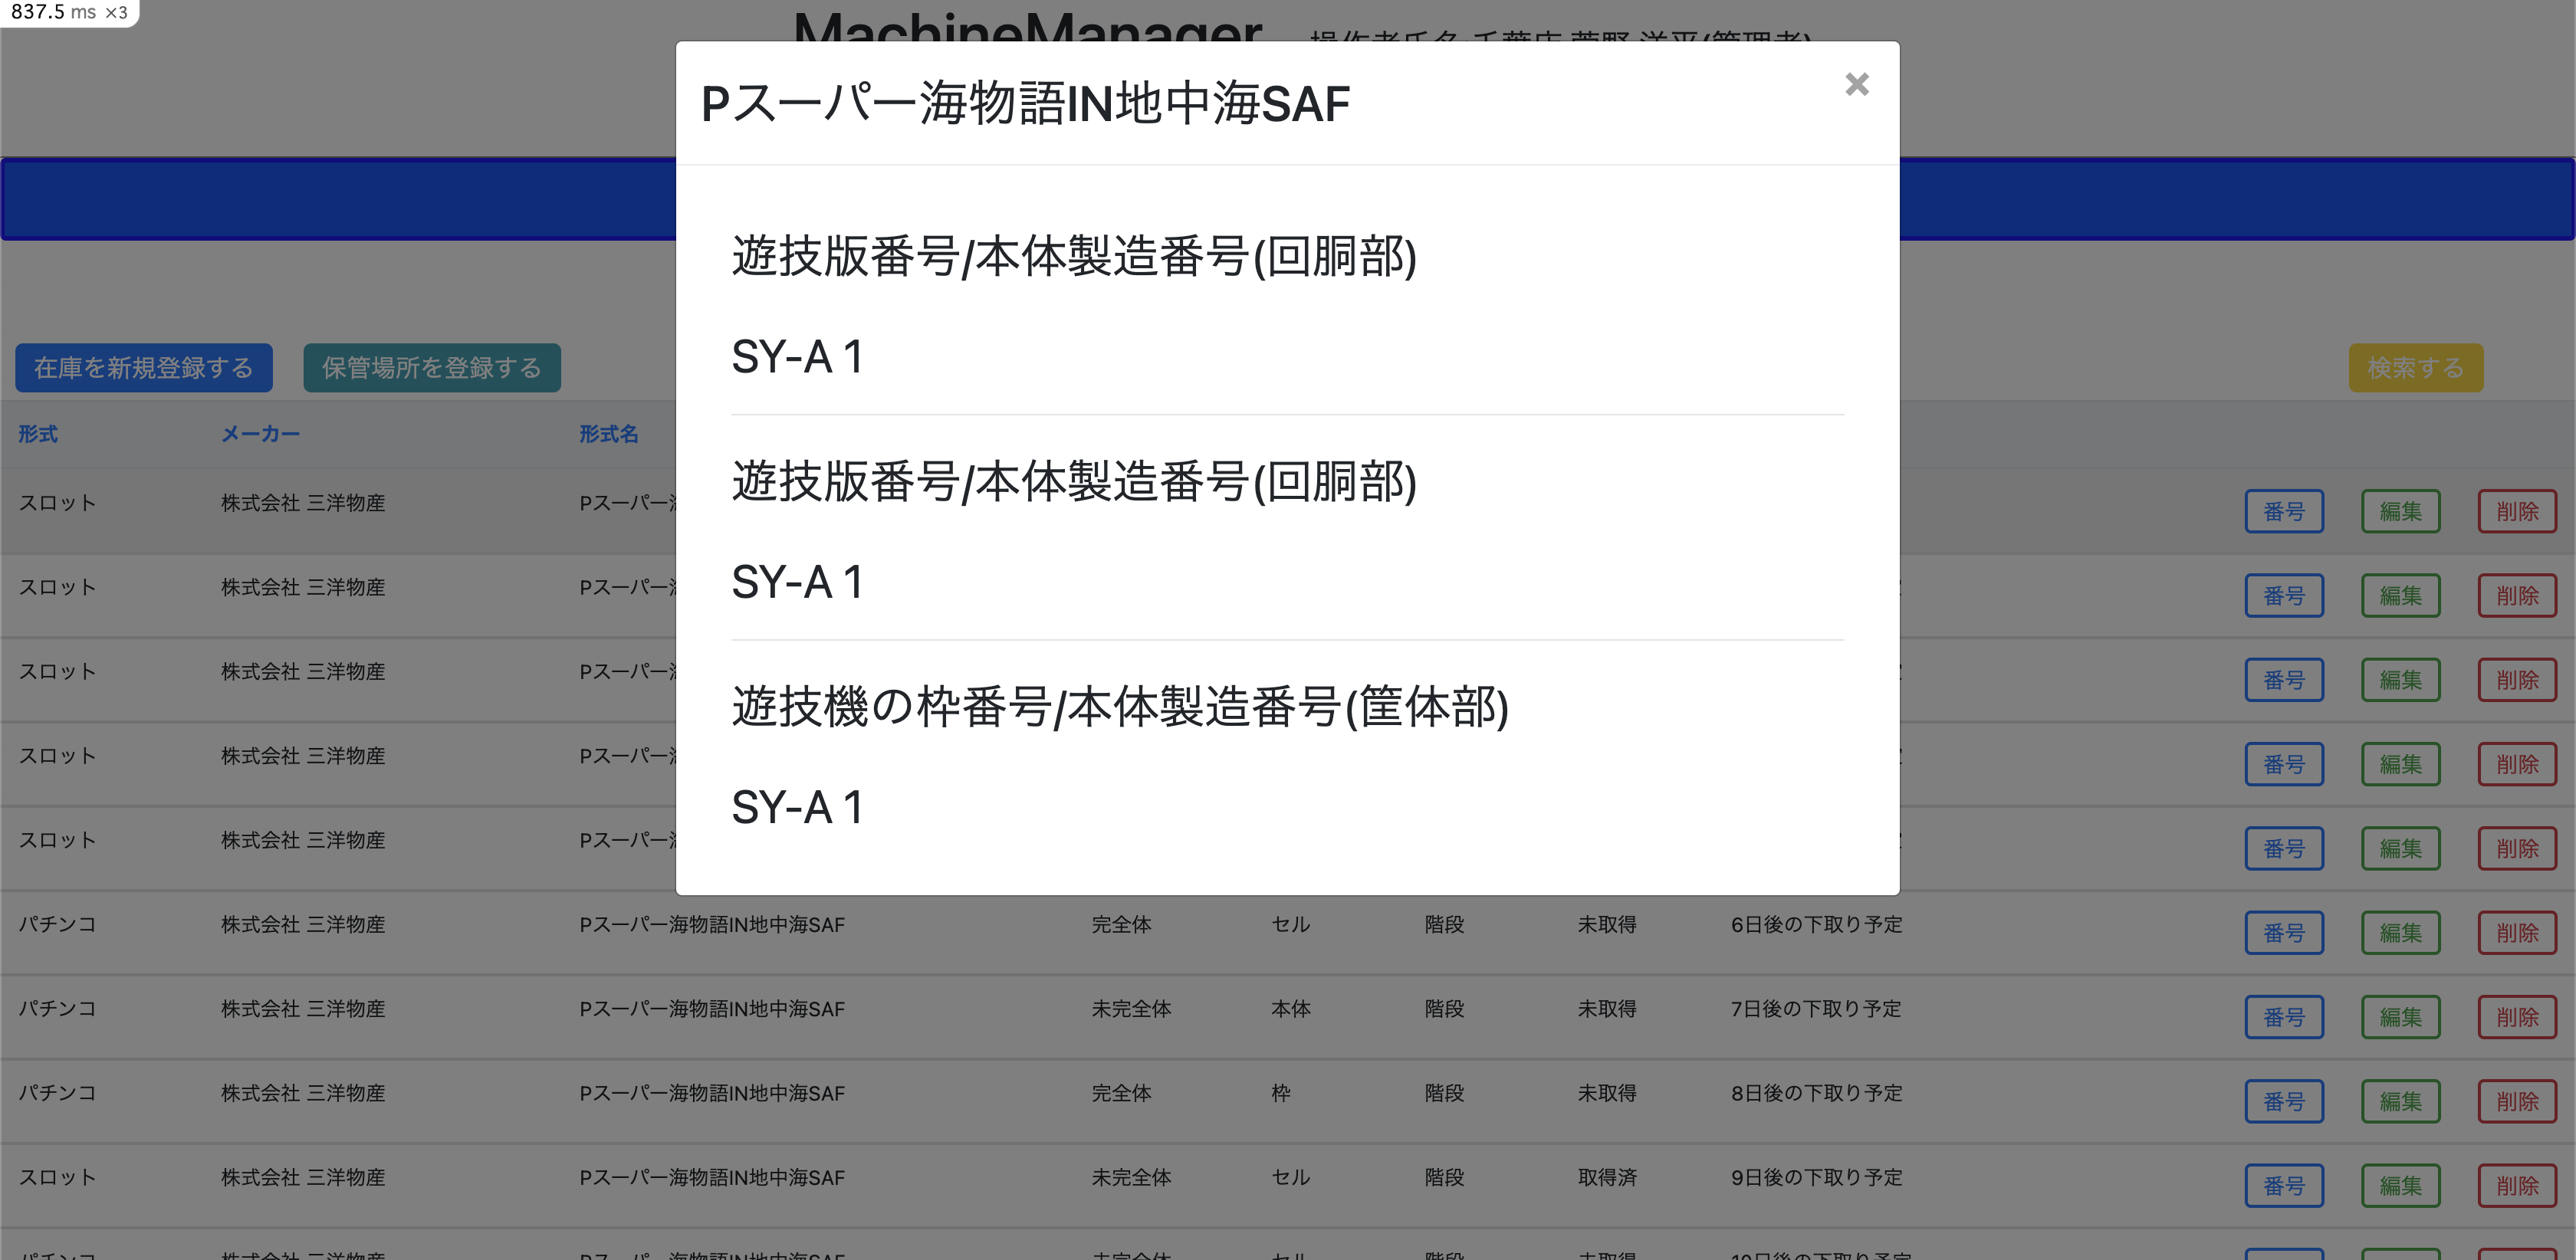 837.5 ms ×3
MachineManager
Pスーパー海物語IN地中海SAF ×
遊技版番号/本体製造番号(回胴部)
SY-A 1
遊技版番号/本体製造番号(回胴部)
SY-A 1
遊技機の枠番号/本体製造番号(筐体部)
SY-A 1
在庫を新規登録する 保管場所を登録する 検索する
形式 メーカー 形式名
スロット 株式会社 三洋物産 Pスーパー 番号 編集 削除
スロット 株式会社 三洋物産 Pスーパー 番号 編集 削除
スロット 株式会社 三洋物産 Pスーパー 番号 編集 削除
スロット 株式会社 三洋物産 Pスーパー 番号 編集 削除
スロット 株式会社 三洋物産 Pスーパー 番号 編集 削除
パチンコ 株式会社 三洋物産 Pスーパー海物語IN地中海SAF 完全体 セル 階段 未取得 6日後の下取り予定 番号 編集 削除
パチンコ 株式会社 三洋物産 Pスーパー海物語IN地中海SAF 未完全体 本体 階段 未取得 7日後の下取り予定 番号 編集 削除
パチンコ 株式会社 三洋物産 Pスーパー海物語IN地中海SAF 完全体 枠 階段 未取得 8日後の下取り予定 番号 編集 削除
スロット 株式会社 三洋物産 Pスーパー海物語IN地中海SAF 未完全体 セル 階段 取得済 9日後の下取り予定 番号 編集 削除